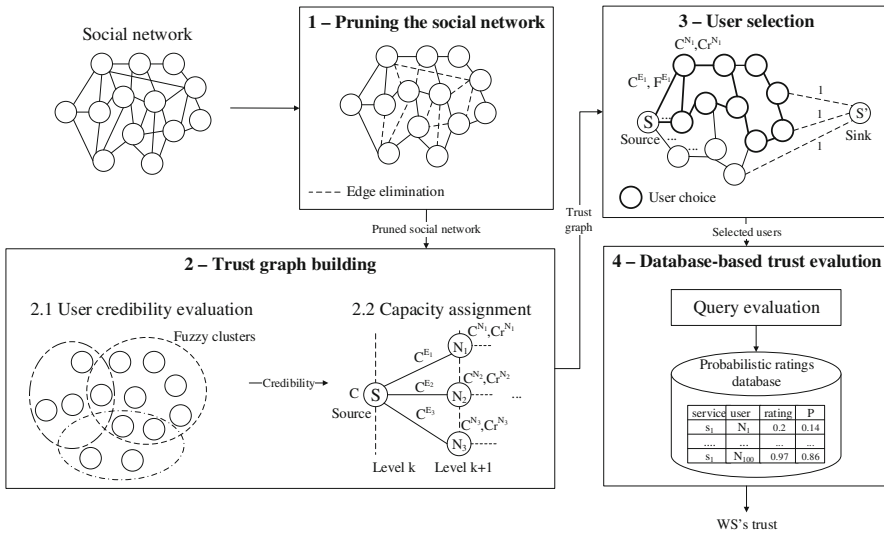 Social network
1 – Pruning the social network
Edge elimination
Pruned social network
2 – Trust graph building
2.1 User credibility evaluation
Fuzzy clusters
Credibility
2.2 Capacity assignment
C^N₁,Cr^N₁
C^E₁
N₁
C
S
Source
C^E₂
C^N₂,Cr^N₂
N₂
...
C^E₃
C^N₃,Cr^N₃
N₃
Level k
Level k+1
Trust
graph
3 – User selection
C^N₁,Cr^N₁
C^E₁, F^E₁
S
...
Source
...
...
1
1
1
S'
Sink
User choice
Selected users
4 – Database-based trust evalution
Query evaluation
Probabilistic ratings
database
service user rating P
s₁ N₁ 0.2 0.14
.... ... ... ...
s₁ N₁₀₀ 0.97 0.86
WS's trust